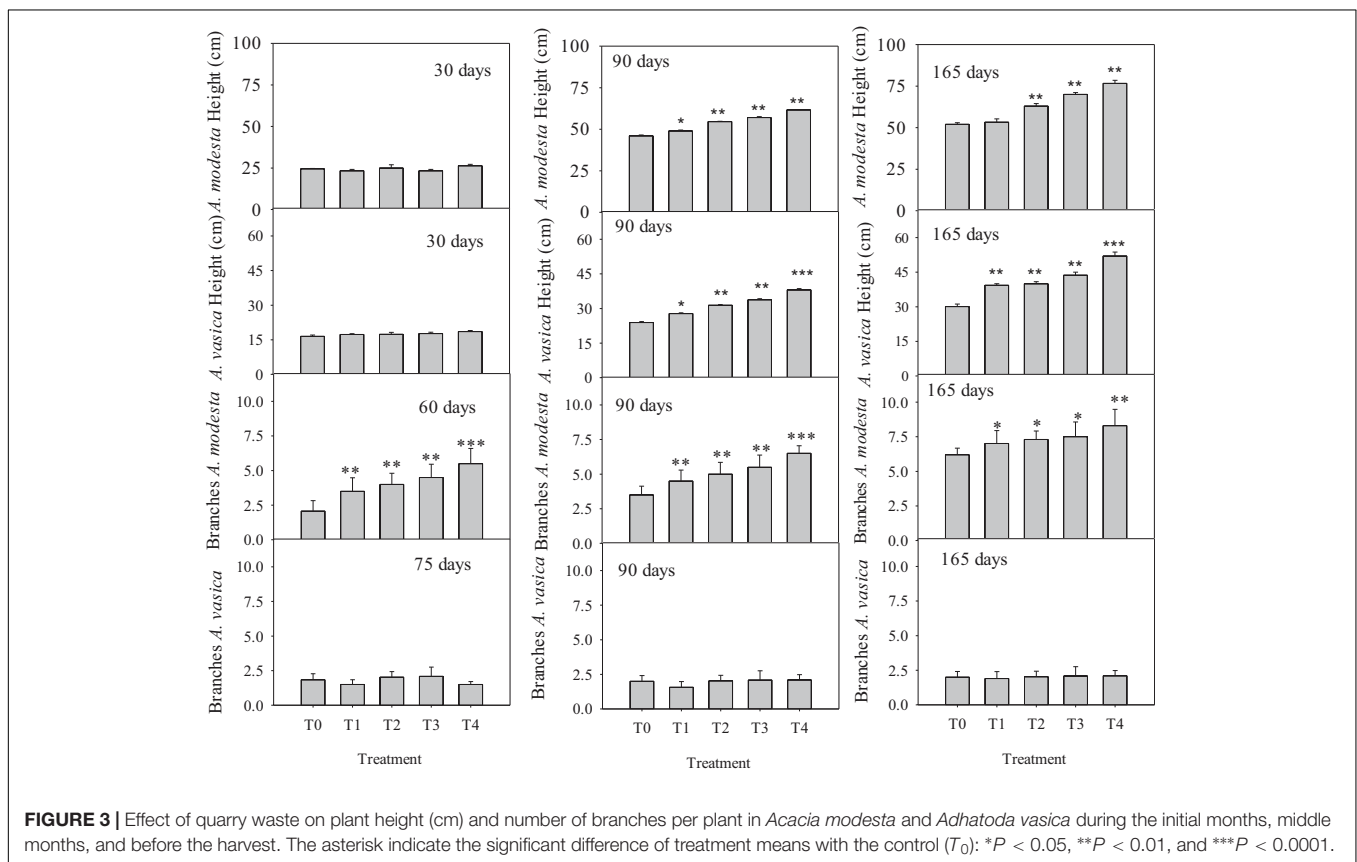 100
75
50
25
0
A. modesta Height (cm)
30 days
100
75
50
25
0
A. modesta Height (cm)
90 days
*
**
**
**
100
75
50
25
0
A. modesta Height (cm)
165 days
**
**
**
60
45
30
15
0
A. vasica Height (cm)
30 days
60
45
30
15
0
A. vasica Height (cm)
90 days
*
**
**
***
60
45
30
15
0
A. vasica Height (cm)
165 days
**
**
**
***
10.0
7.5
5.0
2.5
0.0
Branches A. modesta
60 days
**
**
**
***
10.0
7.5
5.0
2.5
0.0
Branches A. modesta
90 days
**
**
**
***
10.0
7.5
5.0
2.5
0.0
Branches A. modesta
165 days
*
*
*
**
10.0
7.5
5.0
2.5
0.0
Branches A. vasica
75 days
T0 T1 T2 T3 T4
Treatment
10.0
7.5
5.0
2.5
0.0
Branches A. vasica
90 days
T0 T1 T2 T3 T4
Treatment
10.0
7.5
5.0
2.5
0.0
Branches A. vasica
165 days
T0 T1 T2 T3 T4
Treatment
FIGURE 3 | Effect of quarry waste on plant height (cm) and number of branches per plant in Acacia modesta and Adhatoda vasica during the initial months, middle
months, and before the harvest. The asterisk indicate the significant difference of treatment means with the control (T0): *P < 0.05, **P < 0.01, and ***P < 0.0001.